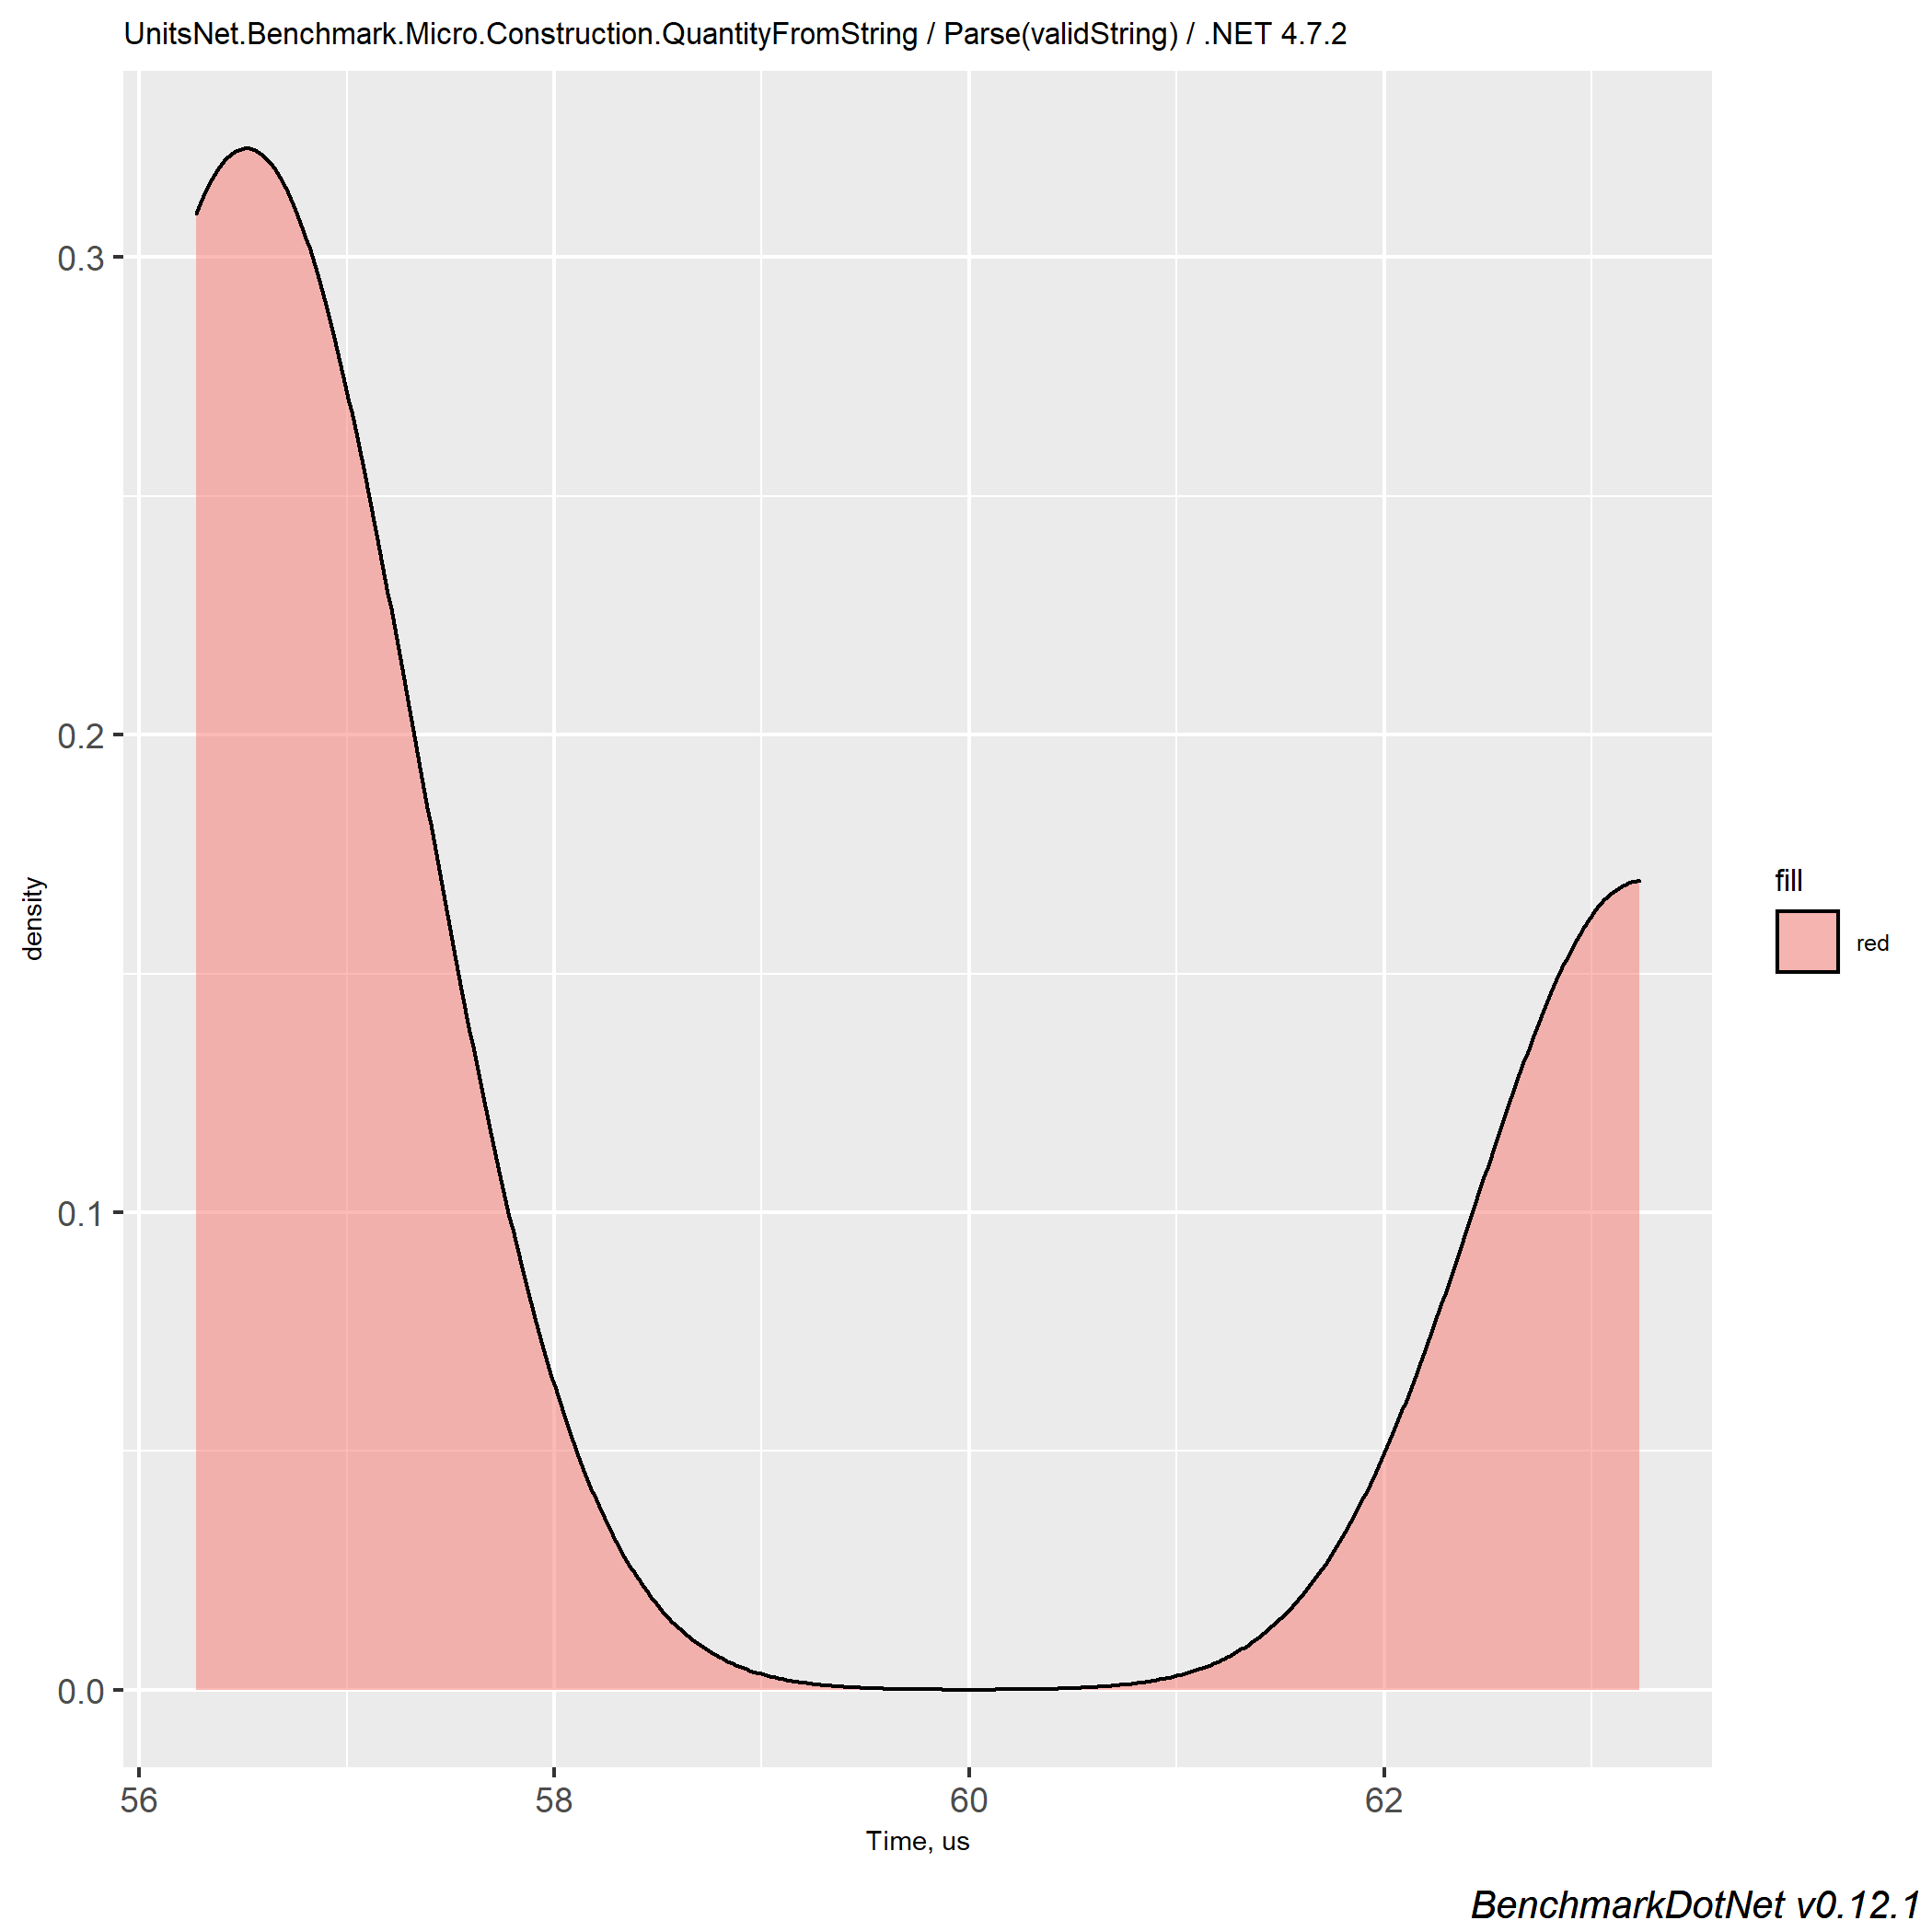 UnitsNet.Benchmark.Micro.Construction.QuantityFromString / Parse(validString) / .NET 4.7.2
0.3
0.2
0.1
0.0
density
56
58
60
62
Time, us
fill
red
BenchmarkDotNet v0.12.1